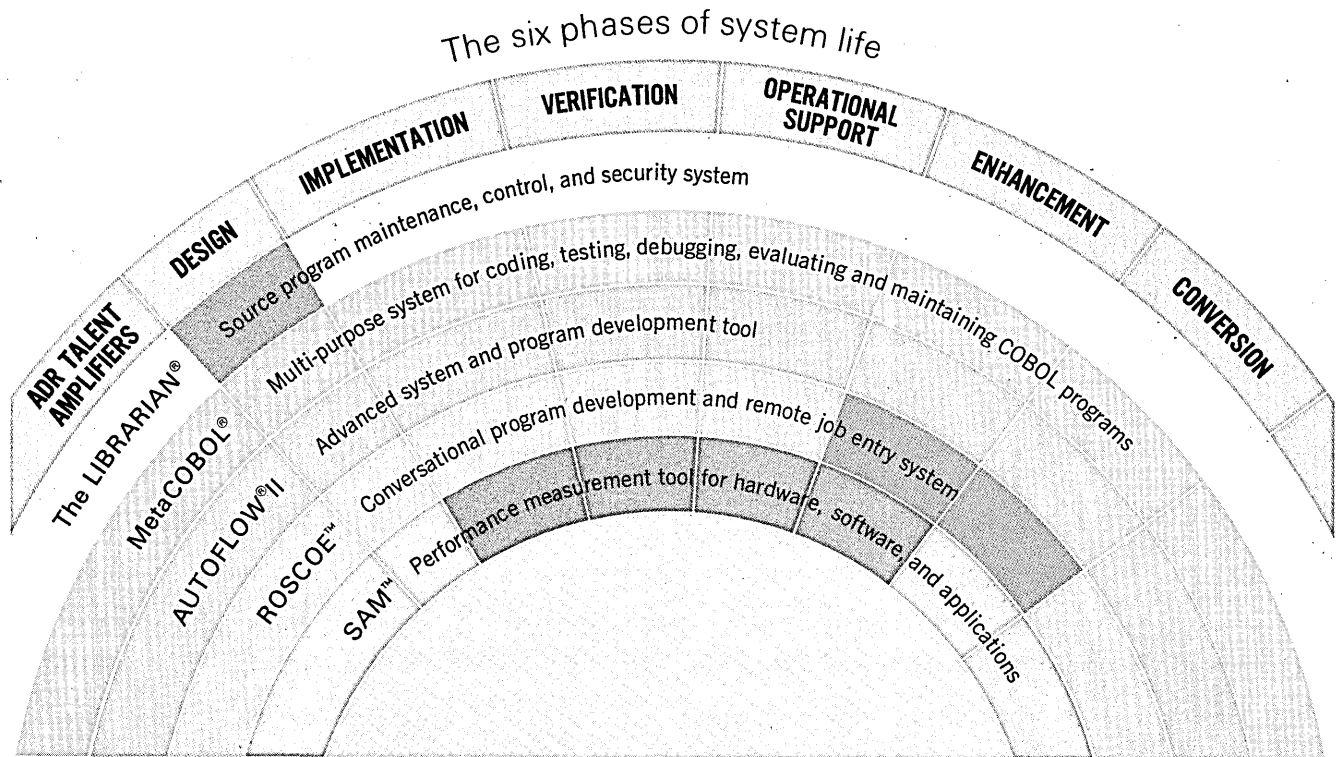 The six phases of system life
ADR TALENT
AMPLIFIERS
DESIGN
IMPLEMENTATION
VERIFICATION
OPERATIONAL
SUPPORT
ENHANCEMENT
CONVERSION
The LIBRARIAN®
Source program maintenance, control, and security system
MetaCOBOL®
Multi-purpose system for coding, testing, debugging, evaluating and maintaining COBOL programs
AUTOFLOW®II
Advanced system and program development tool
ROSCOE™
Conversational program development and remote job entry system
SAM™
Performance measurement tool for hardware, software, and applications